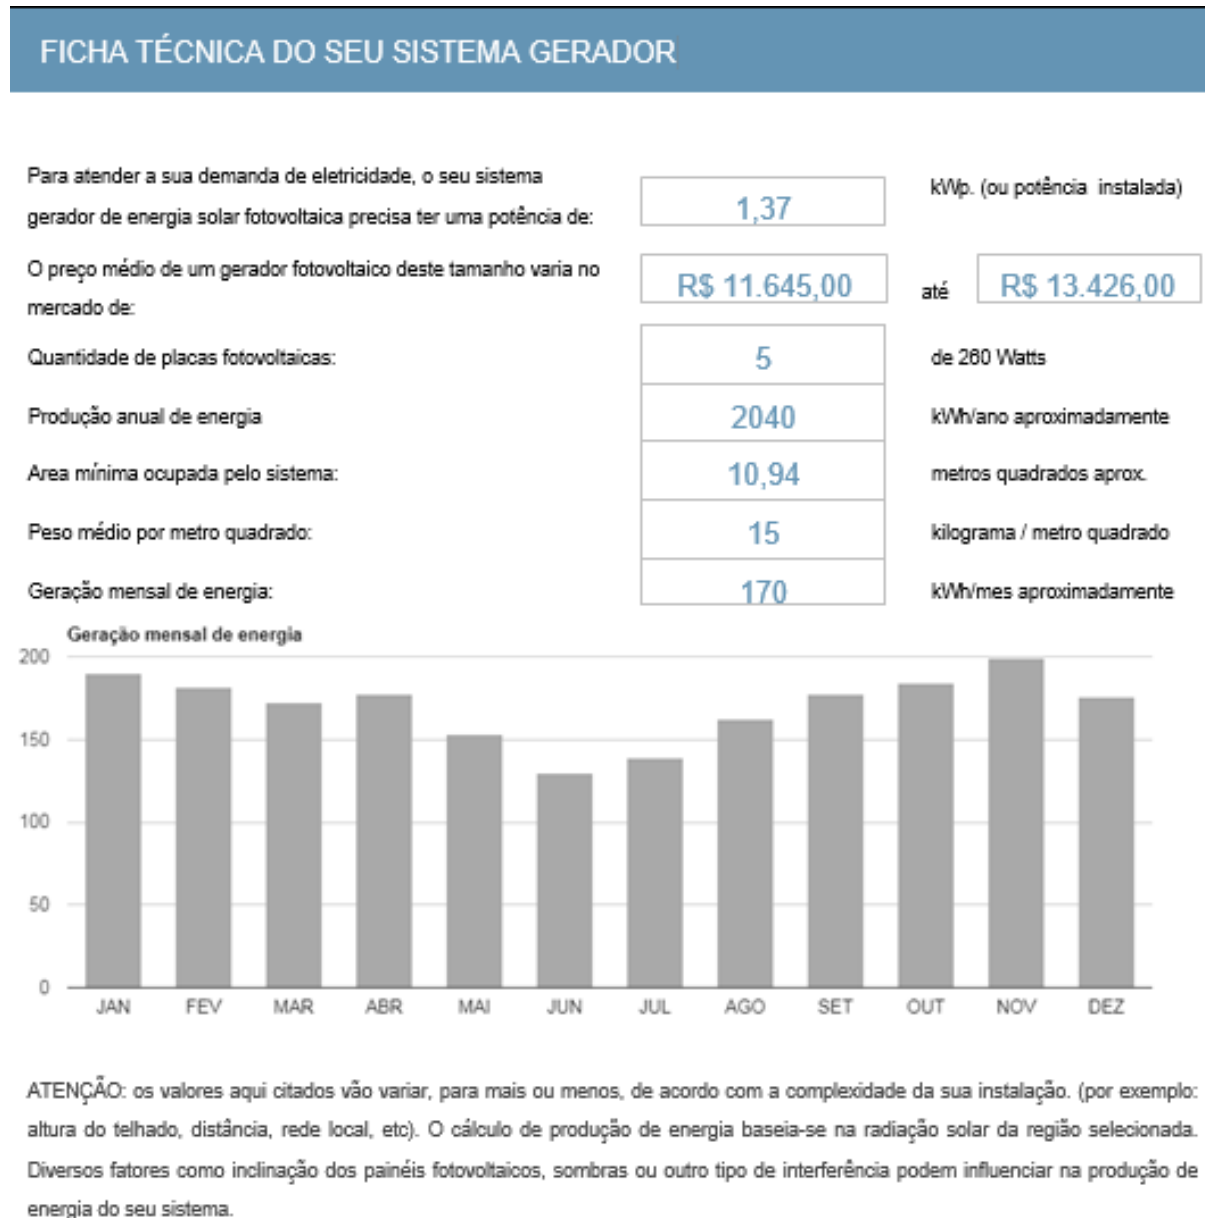 FICHA TÉCNICA DO SEU SISTEMA GERADOR
Para atender a sua demanda de eletricidade, o seu sistema
gerador de energia solar fotovoltaica precisa ter uma potência de:
1,37
kWp. (ou potência instalada)
O preço médio de um gerador fotovoltaico deste tamanho varia no
mercado de:
R$ 11.645,00
até
R$ 13.426,00
Quantidade de placas fotovoltaicas:
5
de 260 Watts
Produção anual de energia
2040
kWh/ano aproximadamente
Area mínima ocupada pelo sistema:
10,94
metros quadrados aprox.
Peso médio por metro quadrado:
15
kilograma / metro quadrado
Geração mensal de energia:
170
kWh/mes aproximadamente
Geração mensal de energia
200
150
100
50
0
JAN FEV MAR ABR MAI JUN JUL AGO SET OUT NOV DEZ
ATENÇÃO: os valores aqui citados vão variar, para mais ou menos, de acordo com a complexidade da sua instalação. (por exemplo:
altura do telhado, distância, rede local, etc). O cálculo de produção de energia baseia-se na radiação solar da região selecionada.
Diversos fatores como inclinação dos painéis fotovoltaicos, sombras ou outro tipo de interferência podem influenciar na produção de
energia do seu sistema.